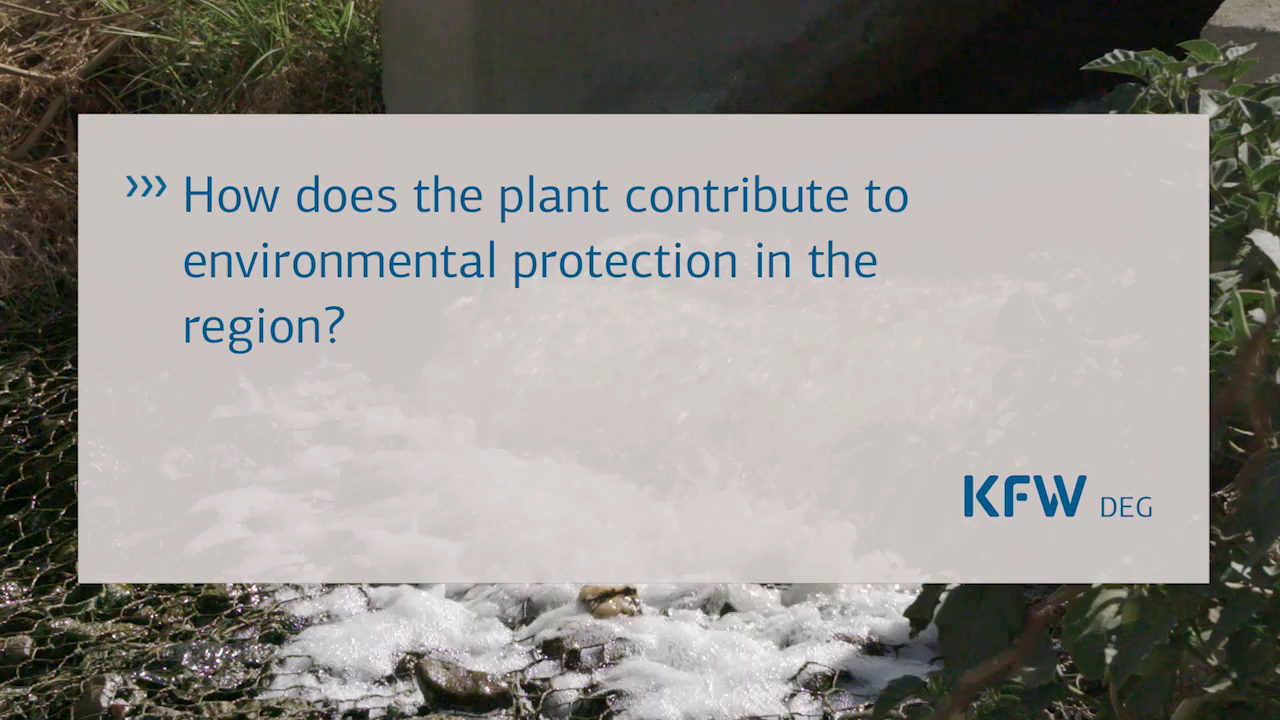 ››› How does the plant contribute to
environmental protection in the
region?
KFW DEG